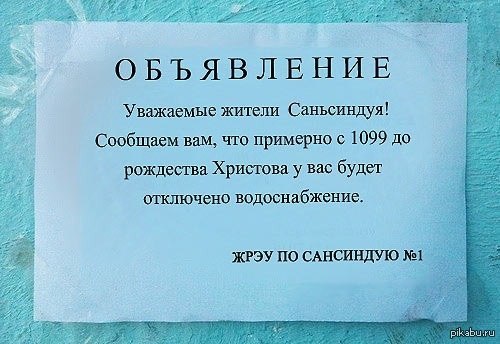 ОБЪЯВЛЕНИЕ
Уважаемые жители Саньсиндуя!
Сообщаем вам, что примерно с 1099 до
рождества Христова у вас будет
отключено водоснабжение.
ЖРЭУ ПО САНСИНДУЮ №1
pikabu.ru